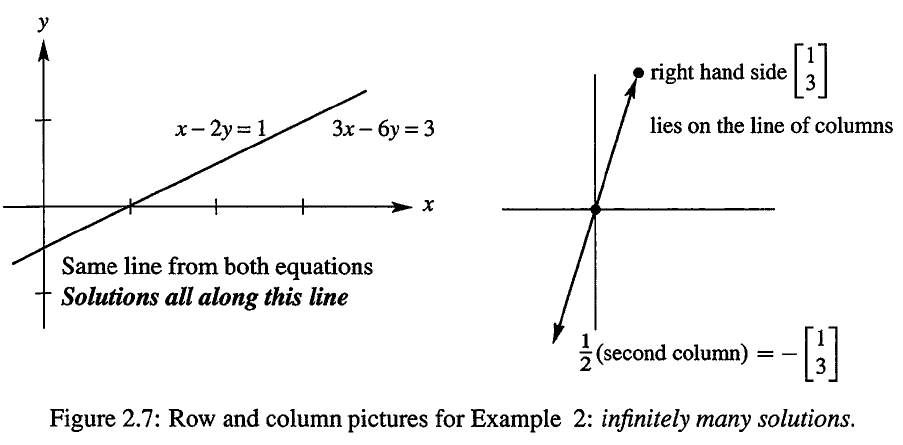 y
x − 2y = 1
3x − 6y = 3
x
Same line from both equations
Solutions all along this line
right hand side [1 3]
lies on the line of columns
1/2 (second column) = − [1 3]
Figure 2.7: Row and column pictures for Example 2: infinitely many solutions.